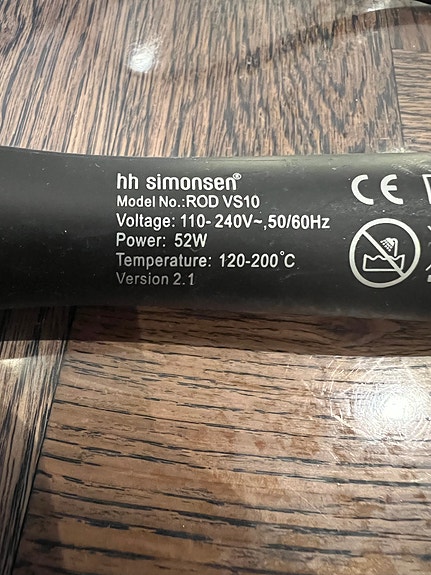 hh simonsen®
Model No.:ROD VS10
Voltage: 110- 240V~,50/60Hz
Power: 52W
Temperature: 120-200°C
Version 2.1
CE